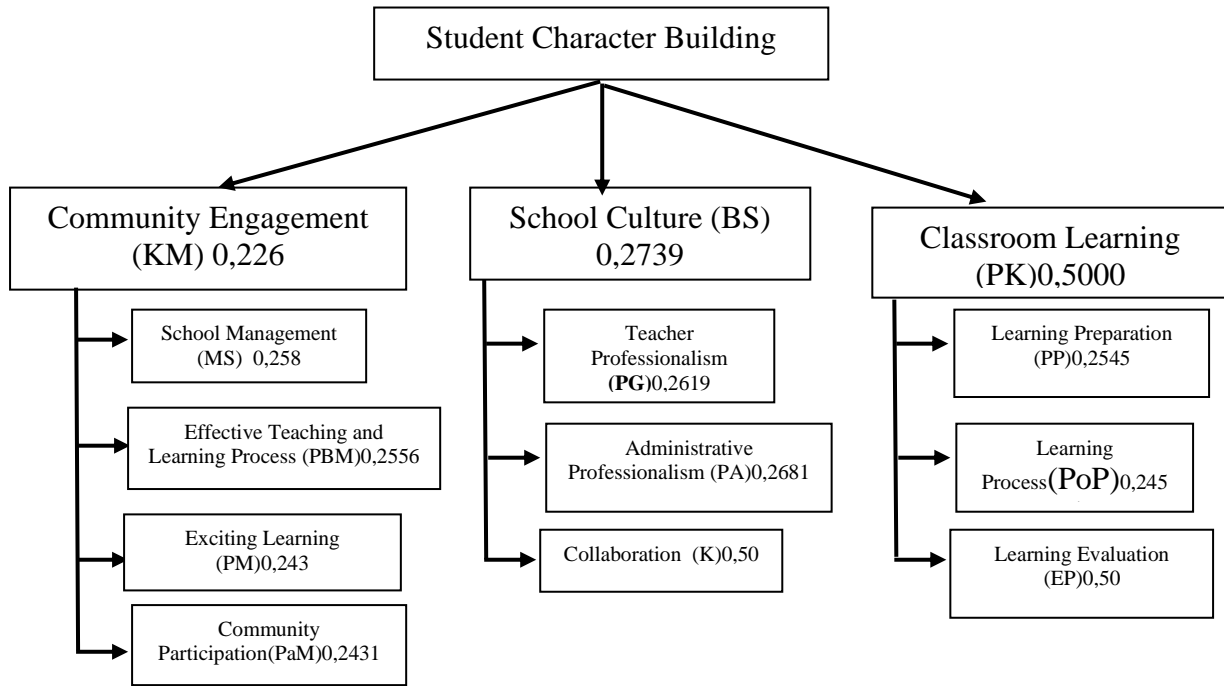 Student Character Building
Community Engagement
(KM) 0,226
School Management
(MS) 0,258
Effective Teaching and
Learning Process (PBM)0,2556
Exciting Learning
(PM)0,243
Community
Participation(PaM)0,2431
School Culture (BS)
0,2739
Teacher
Professionalism
(PG)0,2619
Administrative
Professionalism (PA)0,2681
Collaboration (K)0,50
Classroom Learning
(PK)0,5000
Learning Preparation
(PP)0,2545
Learning
Process(PoP)0,245
Learning Evaluation
(EP)0,50